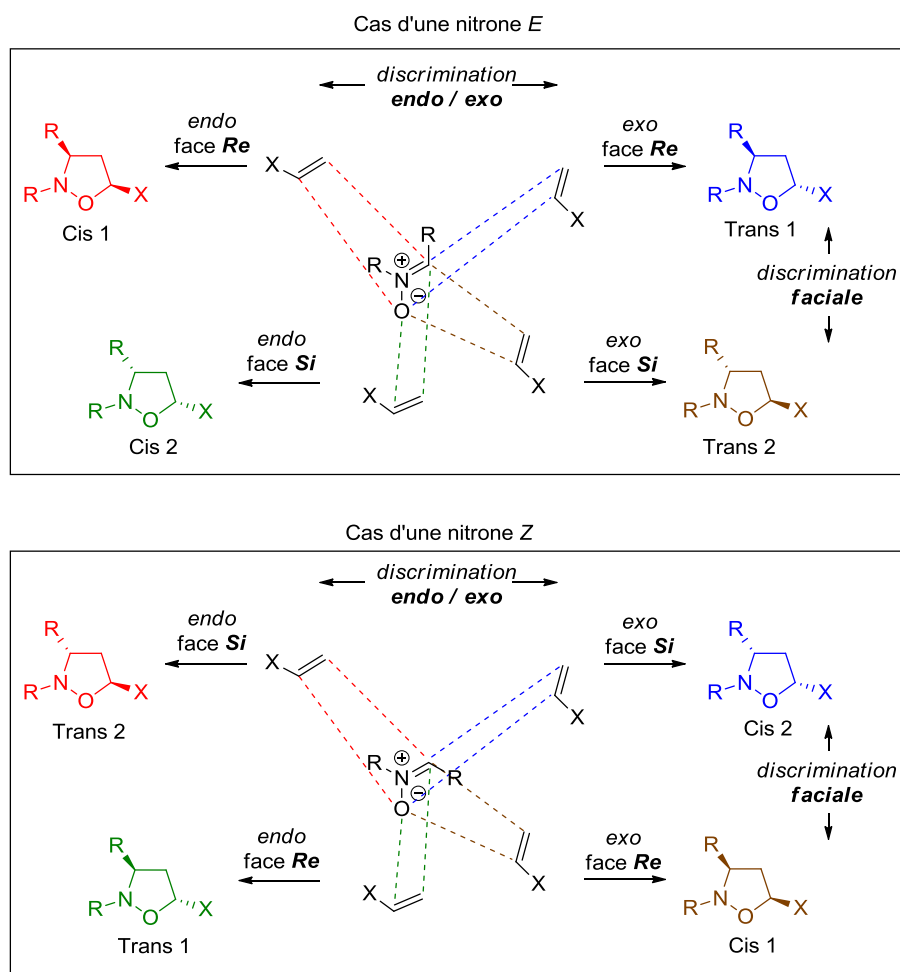 Cas d'une nitrone E
discrimination
endo / exo
endo
face Re
exo
face Re
R
N
R
O
X
Cis 1
X
X
R
N
R
O
X
Trans 1
R
R
N
+
−
O
discrimination
faciale
endo
face Si
exo
face Si
R
N
R
O
X
Cis 2
X
X
R
N
R
O
X
Trans 2
Cas d'une nitrone Z
discrimination
endo / exo
endo
face Si
exo
face Si
R
N
R
O
X
Trans 2
X
X
R
N
R
O
X
Cis 2
R
N
+
R
−
O
discrimination
faciale
endo
face Re
exo
face Re
R
N
R
O
X
Trans 1
X
X
R
N
R
O
X
Cis 1